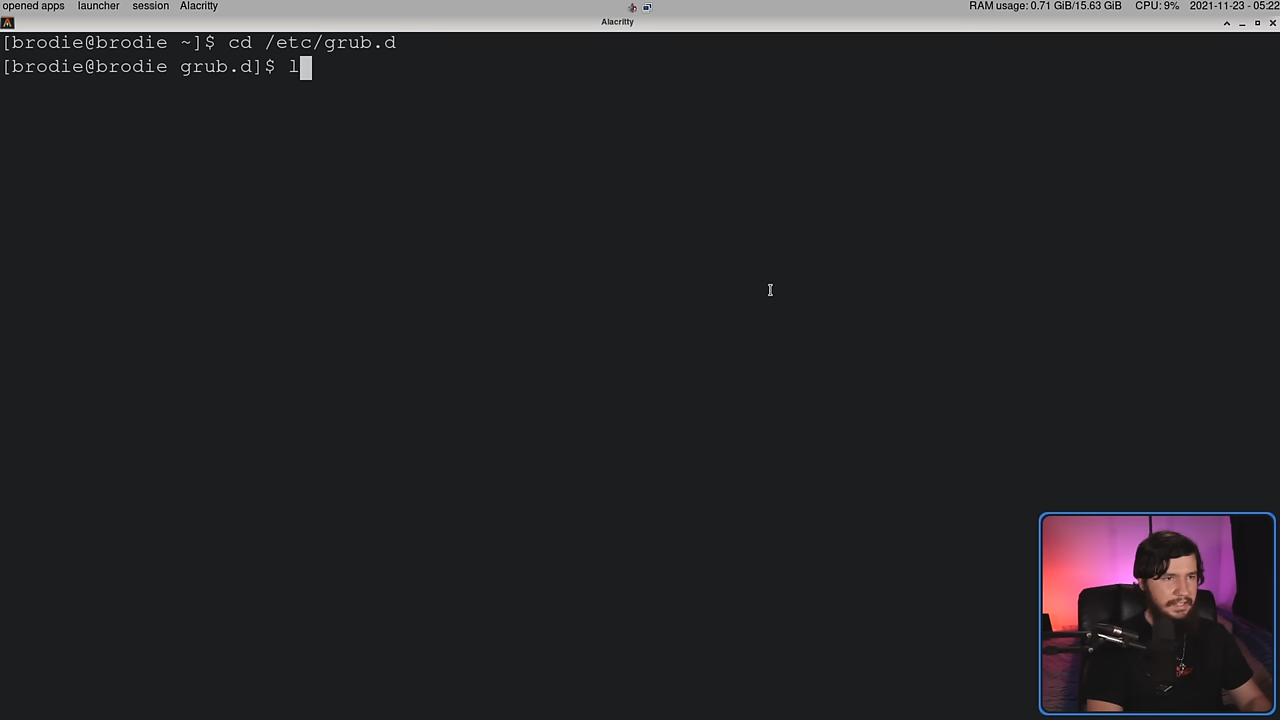 opened apps launcher session Alacritty RAM usage: 0.71 GiB/15.63 GiB CPU: 9% 2021-11-23 - 05:22
Alacritty
[brodie@brodie ~]$ cd /etc/grub.d
[brodie@brodie grub.d]$ l